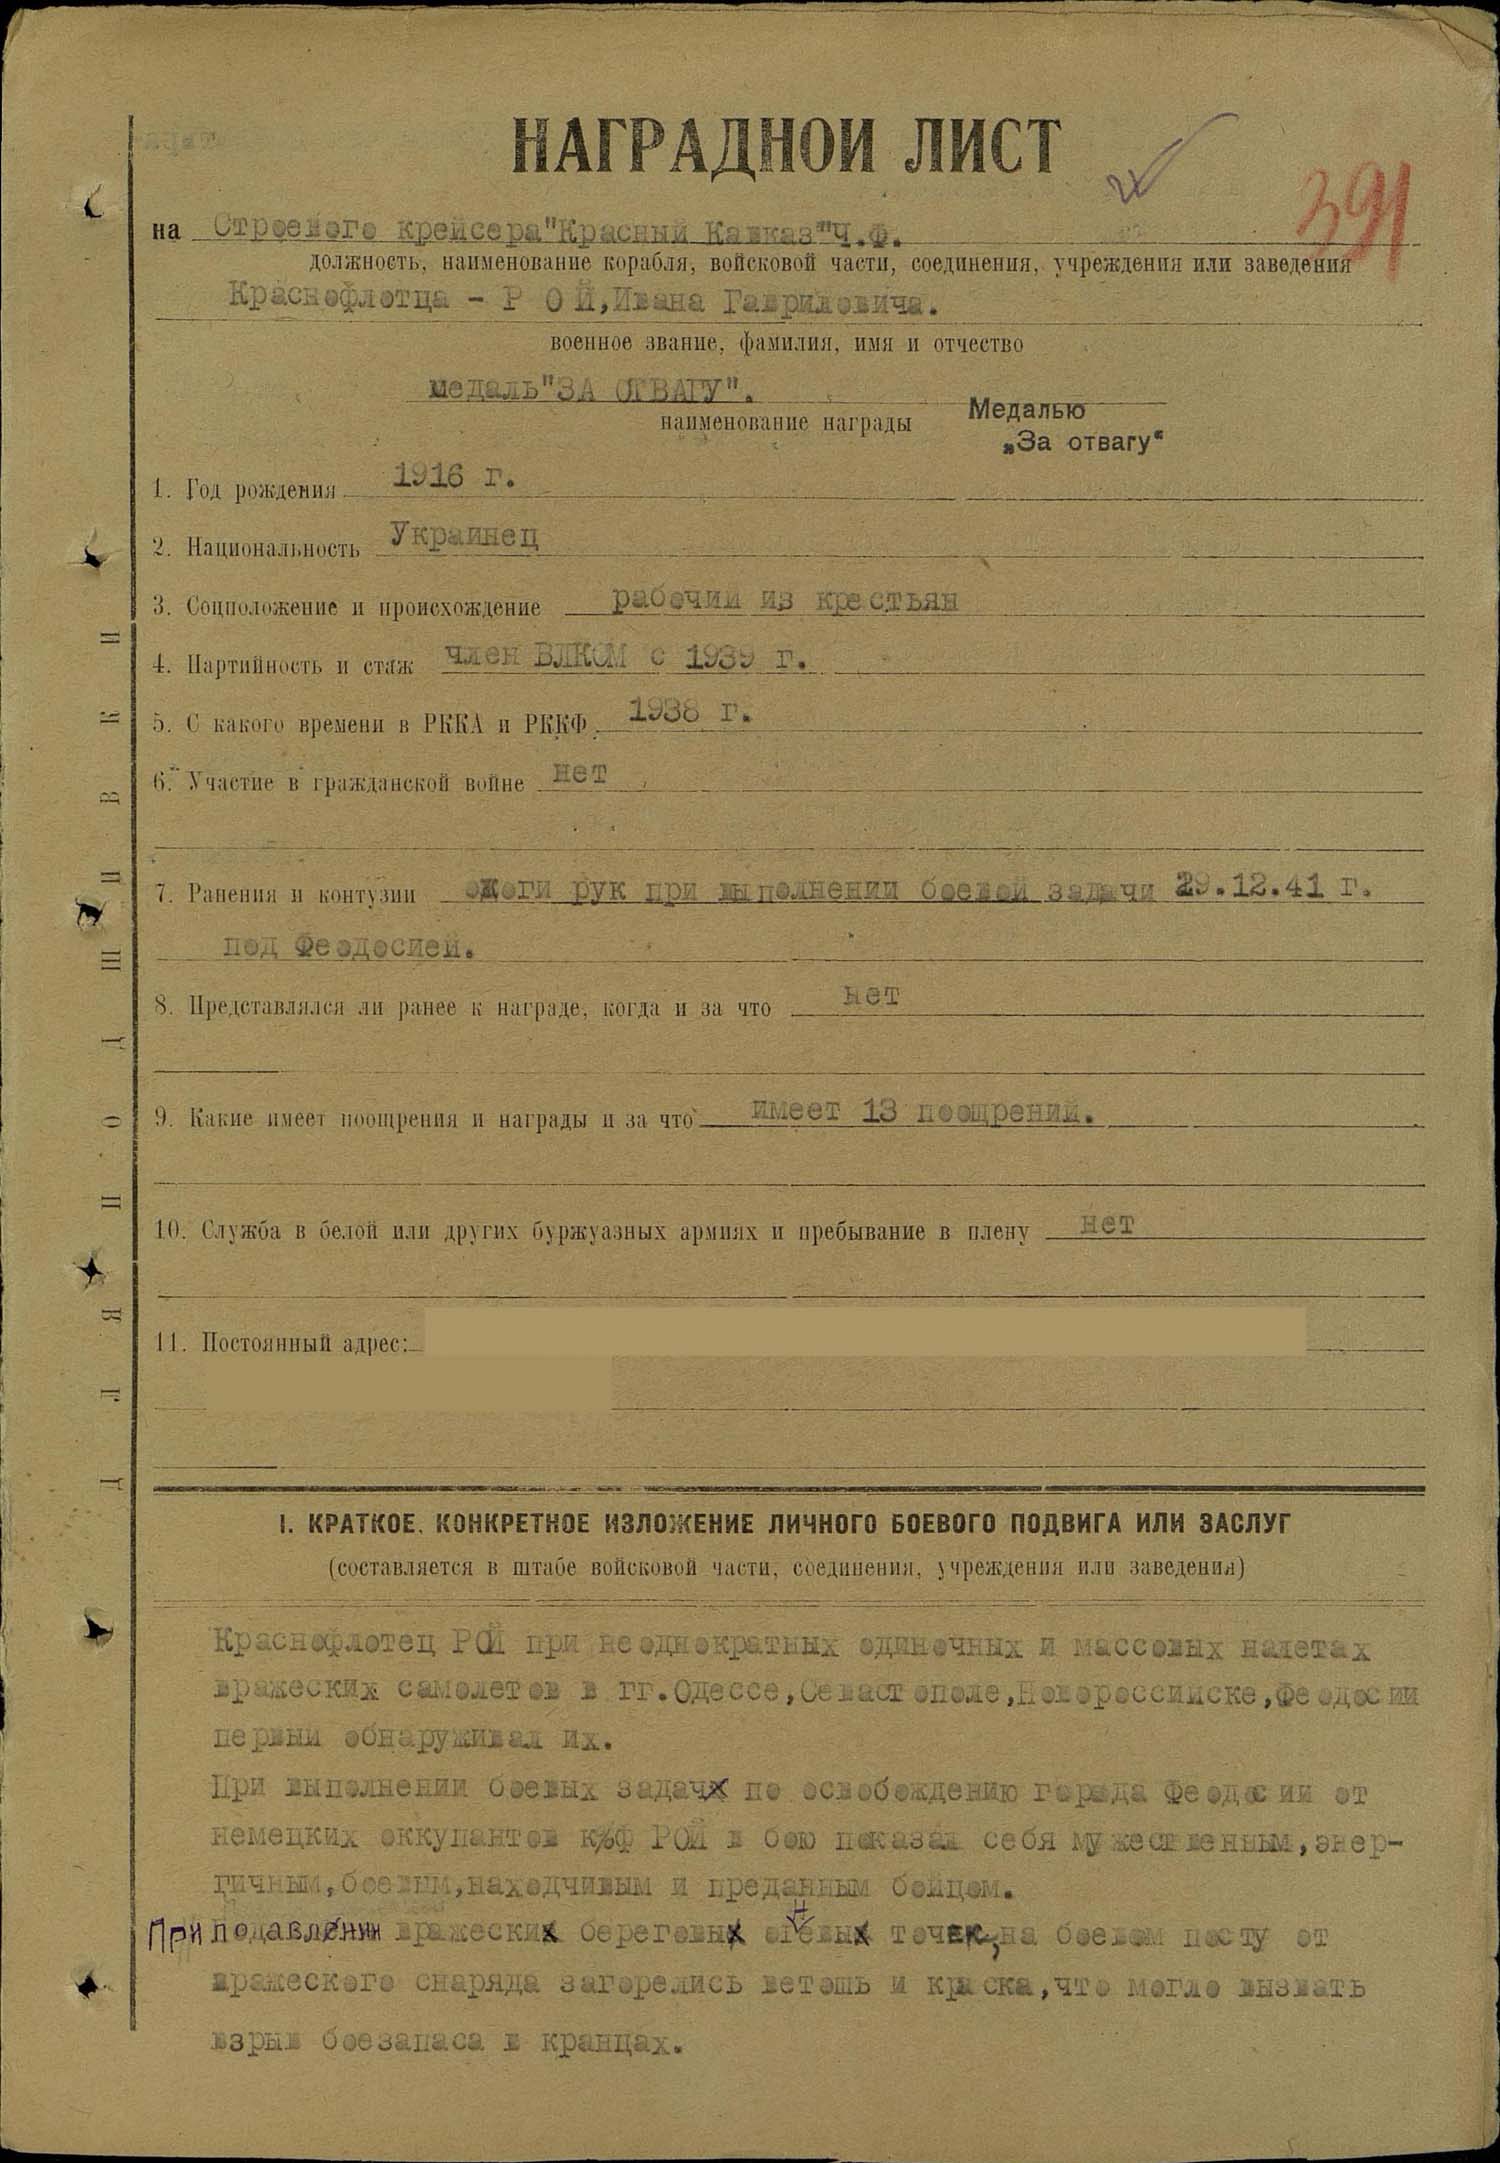 НАГРАДНОЙ ЛИСТ
391
на Строевого крейсера "Красный Кавказ" Ч.Ф.
должность, наименование корабля, войсковой части, соединения, учреждения или заведения
Краснофлотца - Р О Й, Ивана Гавриловича.
военное звание, фамилия, имя и отчество
медаль "ЗА ОТВАГУ".
наименование награды
Медалью
„За отвагу"
1. Год рождения 1916 г.
2. Национальность Украинец
3. Соцположение и происхождение рабочий из крестьян
4. Партийность и стаж член ВЛКСМ с 1939 г.
5. С какого времени в РККА и РККФ 1938 г.
6. Участие в гражданской войне нет
7. Ранения и контузии ожоги рук при выполнении боевой задачи 29.12.41 г.
под Феодосией.
8. Представлялся ли ранее к награде, когда и за что нет
9. Какие имеет поощрения и награды и за что имеет 13 поощрений.
10. Служба в белой или других буржуазных армиях и пребывание в плену нет
11. Постоянный адрес:
ДЛЯ ПОДШИВКИ
I. КРАТКОЕ, КОНКРЕТНОЕ ИЗЛОЖЕНИЕ ЛИЧНОГО БОЕВОГО ПОДВИГА ИЛИ ЗАСЛУГ
(составляется в штабе войсковой части, соединения, учреждения или заведения)
Краснофлотец РОЙ при неоднократных одиночных и массовых налетах
вражеских самолетов в гг. Одессе, Севастополе, Новороссийске, Феодосии
первый обнаруживал их.
При выполнении боевых задач по освобождению города Феодосии от
немецких оккупантов к/ф РОЙ в бою показал себя мужественным, энер-
гичным, боевым, находчивым и преданным бойцом.
При подавлении вражеских береговых огневых точек, на боевом посту от
вражеского снаряда загорелись ветошь и краска, что могло вызвать
взрыв боезапаса в кранцах.